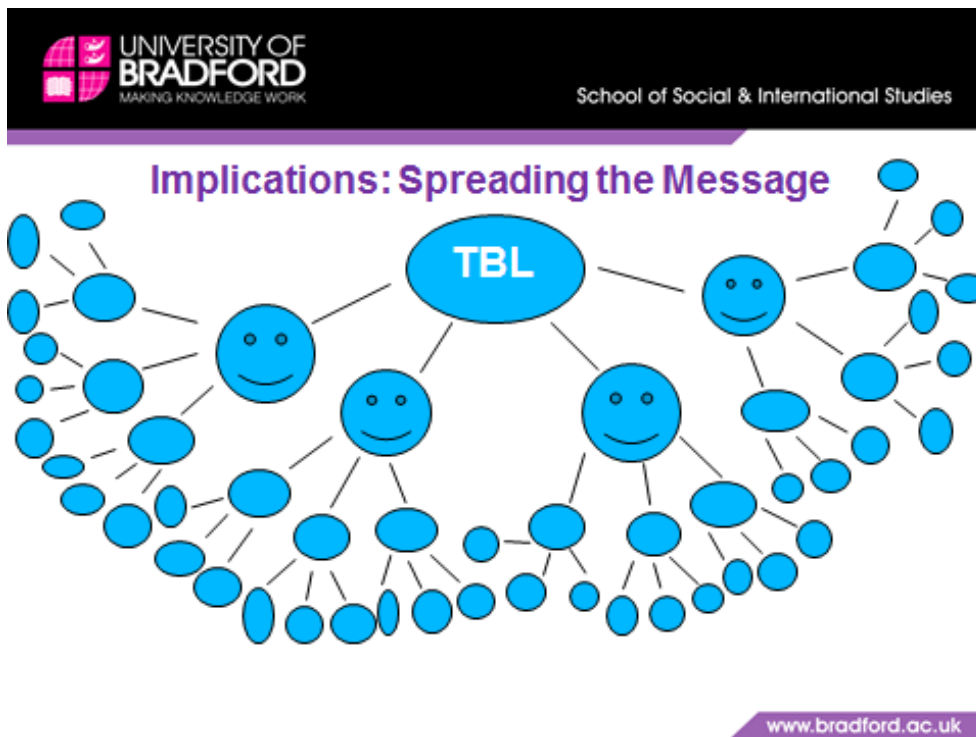 UNIVERSITY OF
BRADFORD
MAKING KNOWLEDGE WORK
School of Social & International Studies
Implications: Spreading the Message
TBL
www.bradford.ac.uk